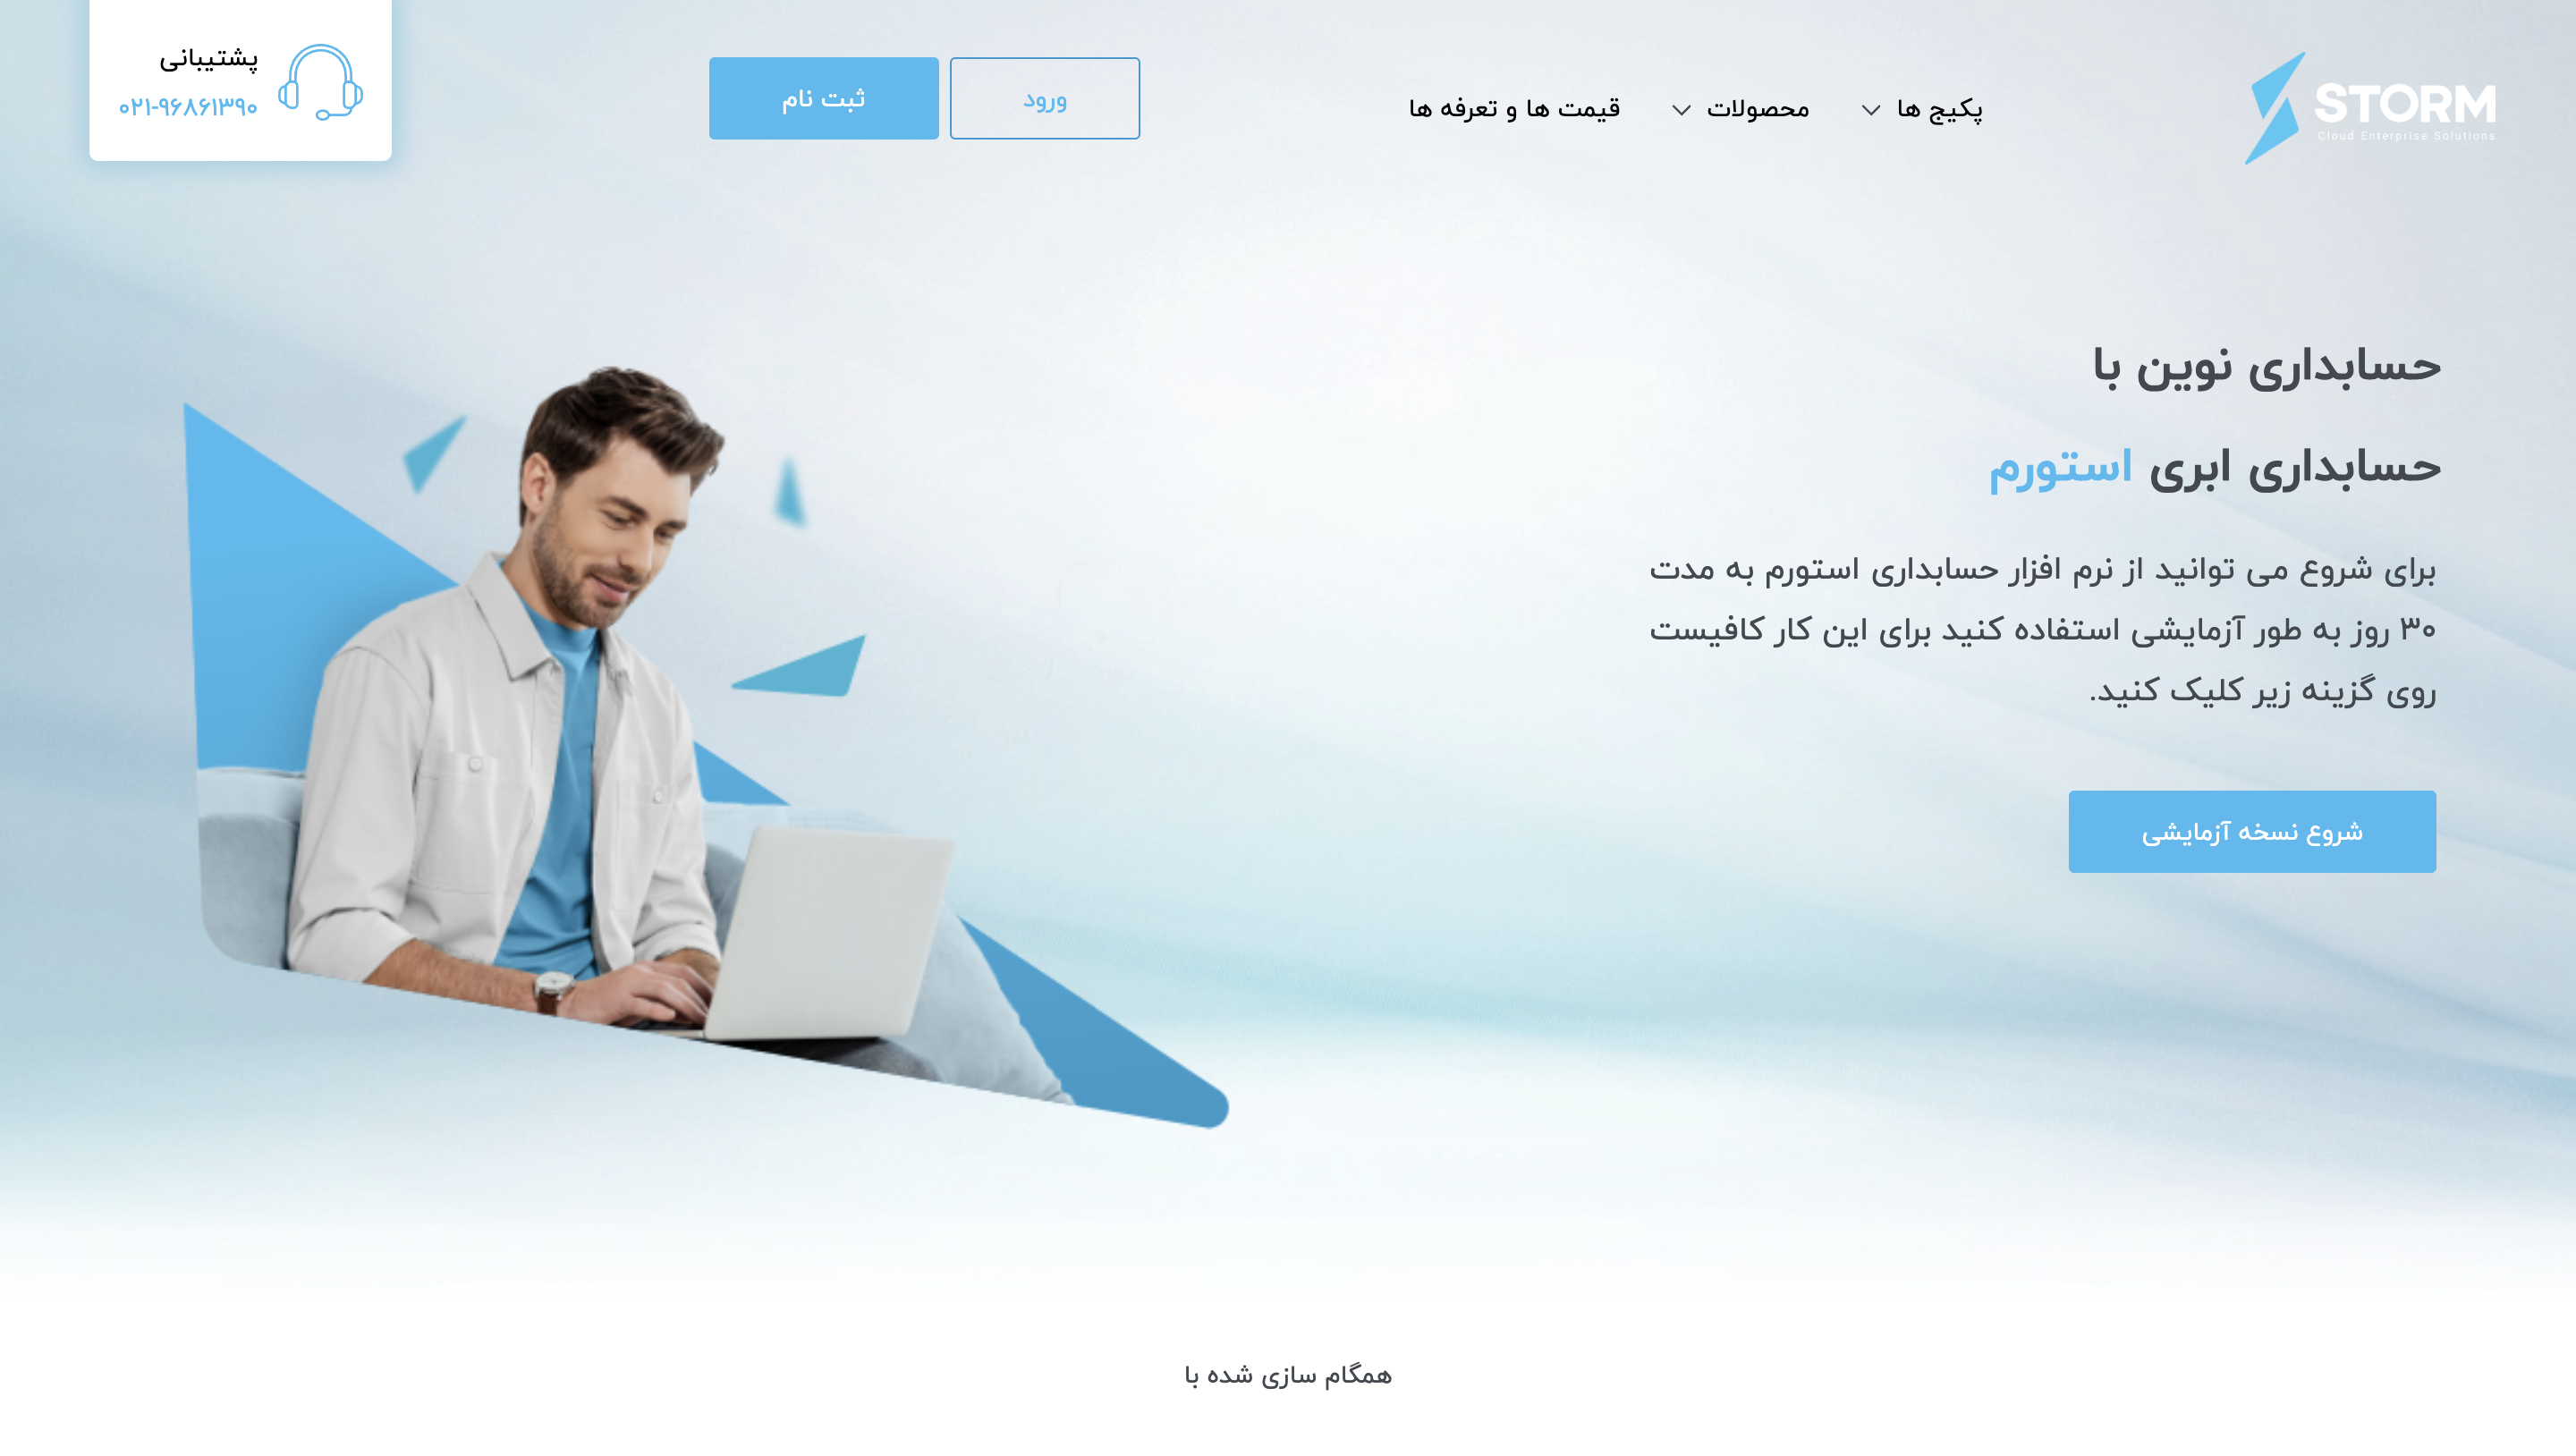 STORM
Cloud Enterprise Solutions
پکیج ها
محصولات
قیمت ها و تعرفه ها
ورود
ثبت نام
پشتیبانی
۰۲۱-۹۶۸۶۱۳۹۰
حسابداری نوین با
حسابداری ابری استورم
برای شروع می توانید از نرم افزار حسابداری استورم به مدت
۳۰ روز به طور آزمایشی استفاده کنید برای این کار کافیست
روی گزینه زیر کلیک کنید.
شروع نسخه آزمایشی
همگام سازی شده با